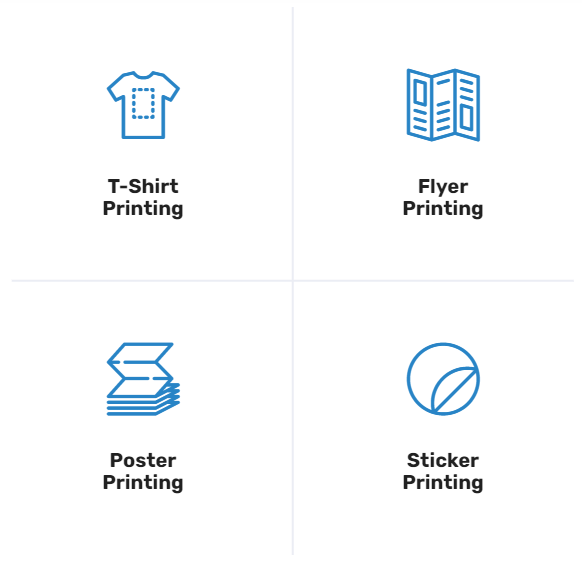 T-Shirt
Printing
Flyer
Printing
Poster
Printing
Sticker
Printing